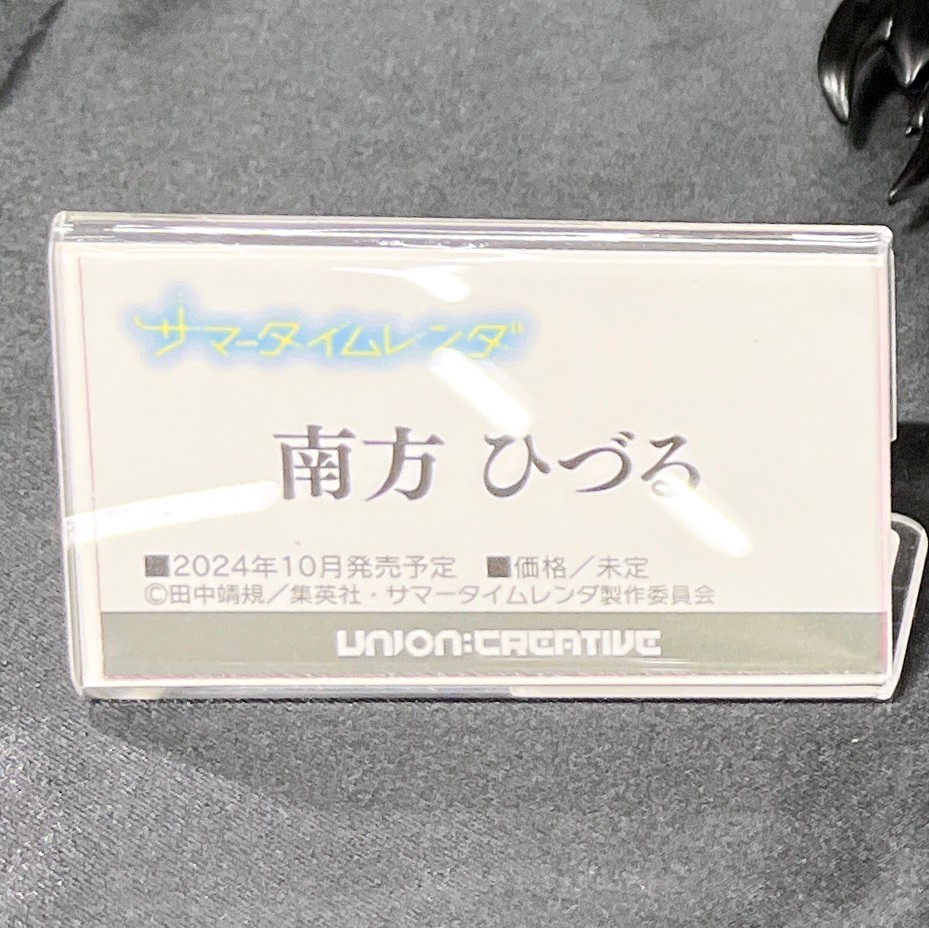 サマータイムレンダ
南方 ひづる
■2024年10月発売予定 ■価格／未定
©田中靖規／集英社・サマータイムレンダ製作委員会
UNION:CREATIVE